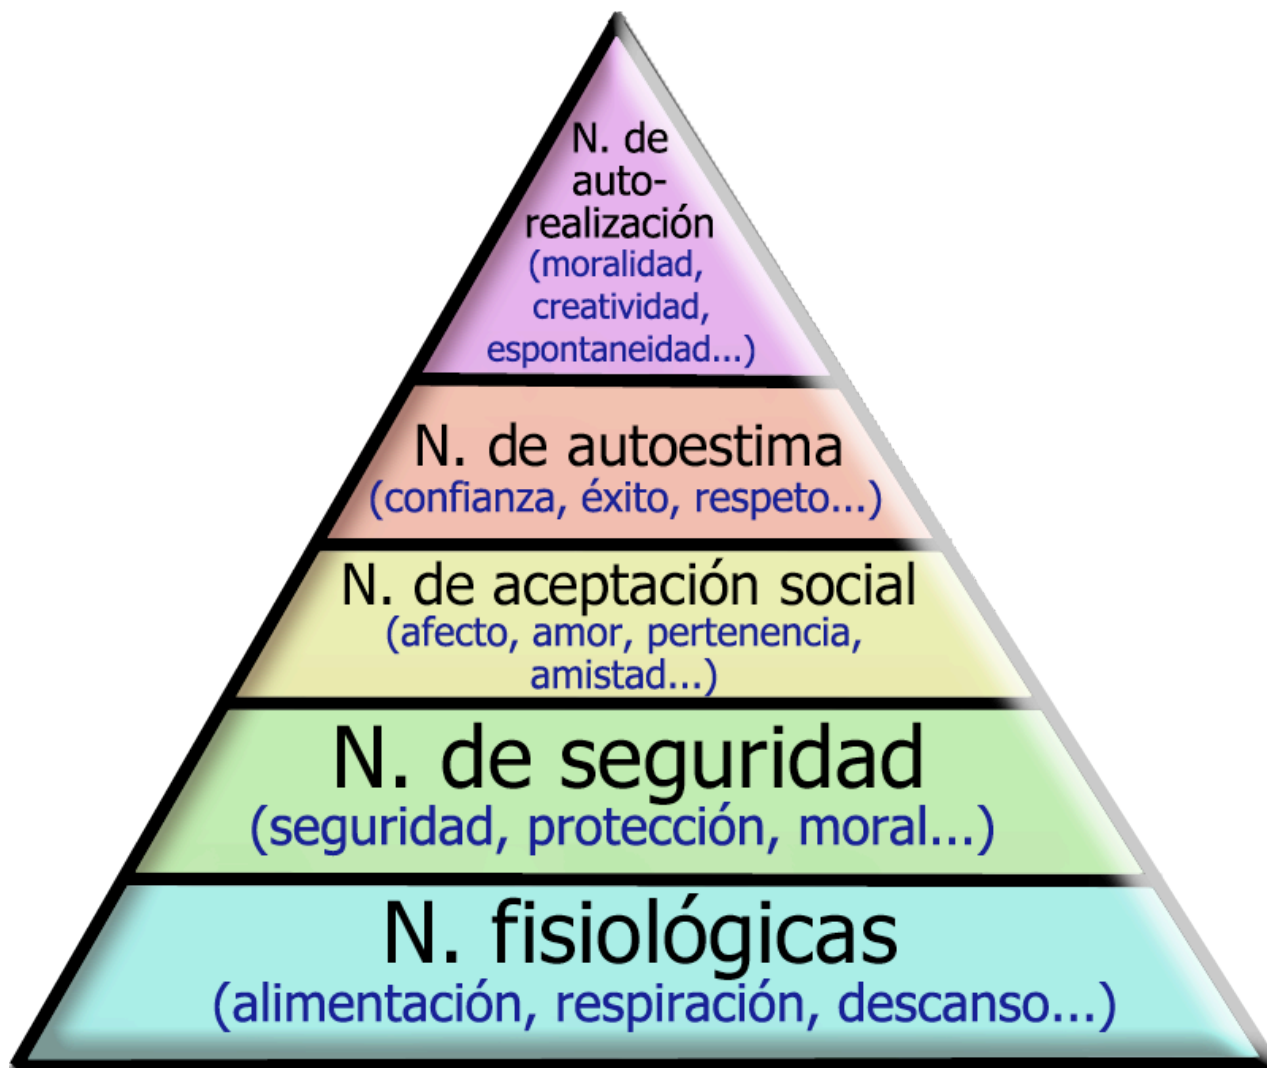 N. de
auto-
realización
(moralidad,
creatividad,
espontaneidad...)
N. de autoestima
(confianza, éxito, respeto...)
N. de aceptación social
(afecto, amor, pertenencia,
amistad...)
N. de seguridad
(seguridad, protección, moral...)
N. fisiológicas
(alimentación, respiración, descanso...)